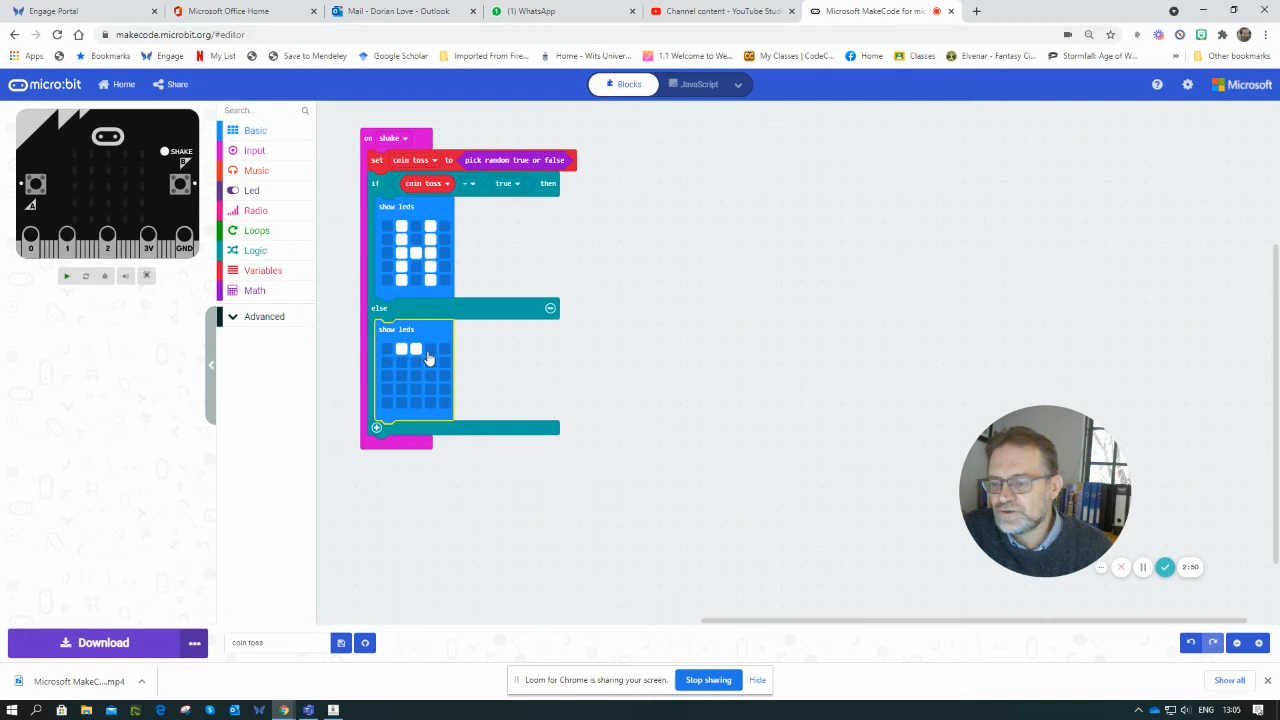 Engage Portal
Microsoft Office Home
Mail - Dorian Love - Outlook
(1) WhatsApp
Channel content - YouTube Stud
Microsoft MakeCode for mic
makecode.microbit.org/#editor
Apps
Bookmarks
Engage
My List
Save to Mendeley
Google Scholar
Imported From Firef...
Home - Wits Univers...
1.1 Welcome to We...
My Classes | CodeC...
Home
Classes
Elvenar - Fantasy Ci...
Other bookmarks
micro:bit
Home
Share
Blocks
JavaScript
Microsoft
Search...
Basic
Input
Music
Led
Radio
Loops
Logic
Variables
Math
Advanced
SHAKE
A
B
0 1 2 3V GND
on shake
set coin toss to pick random true or false
if coin toss = true then
show leds
else
show leds
2:50
Download
coin toss
Microsoft MakeC....mp4
Loom for Chrome is sharing your screen.
Stop sharing
Hide
Show all
ENG
13:05